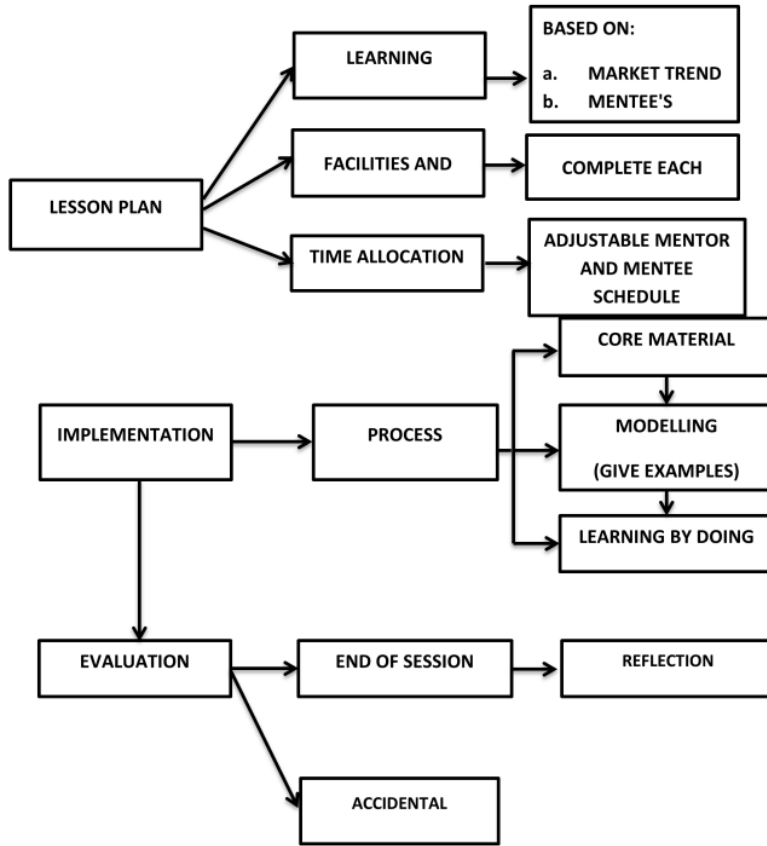 LEARNING
BASED ON:
a. MARKET TREND
b. MENTEE'S
FACILITIES AND
COMPLETE EACH
LESSON PLAN
TIME ALLOCATION
ADJUSTABLE MENTOR
AND MENTEE
SCHEDULE
CORE MATERIAL
IMPLEMENTATION
PROCESS
MODELLING
(GIVE EXAMPLES)
LEARNING BY DOING
EVALUATION
END OF SESSION
REFLECTION
ACCIDENTAL